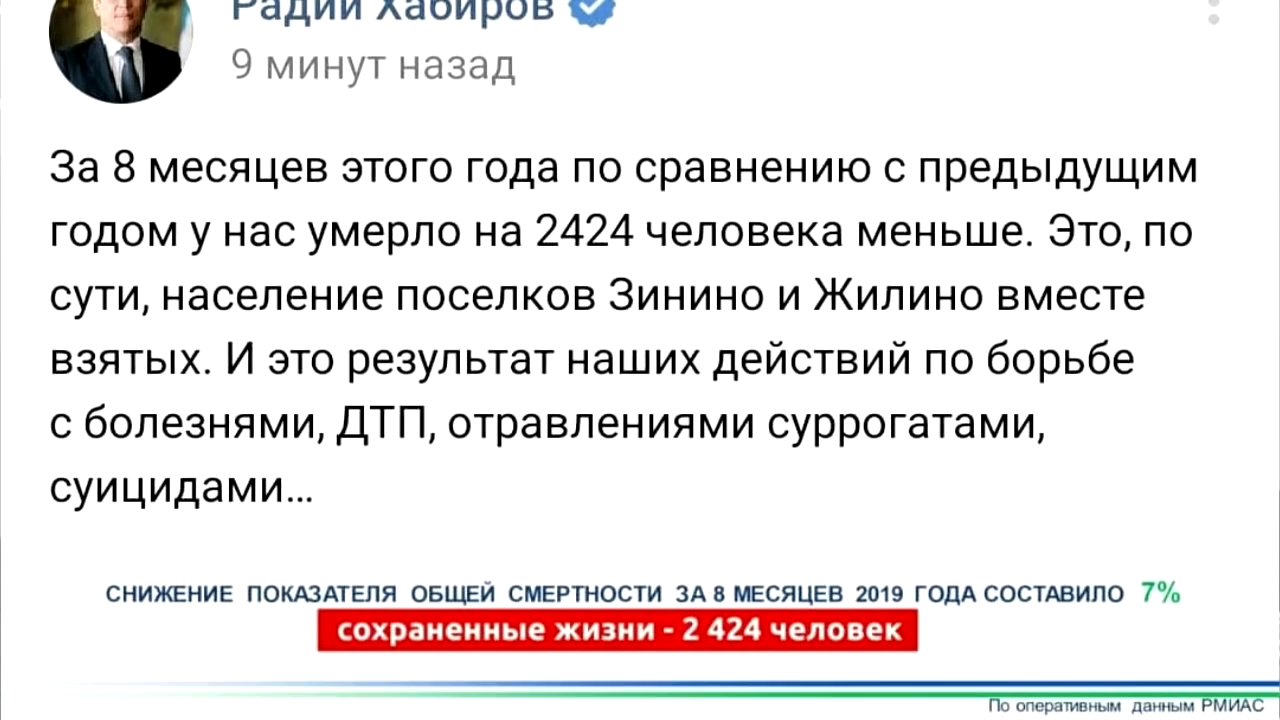 Радий Хабиров
9 минут назад
За 8 месяцев этого года по сравнению с предыдущим
годом у нас умерло на 2424 человека меньше. Это, по
сути, население поселков Зинино и Жилино вместе
взятых. И это результат наших действий по борьбе
с болезнями, ДТП, отравлениями суррогатами,
суицидами...
СНИЖЕНИЕ ПОКАЗАТЕЛЯ ОБЩЕЙ СМЕРТНОСТИ ЗА 8 МЕСЯЦЕВ 2019 ГОДА СОСТАВИЛО 7%
сохраненные жизни - 2 424 человек
По оперативным данным РМИАС